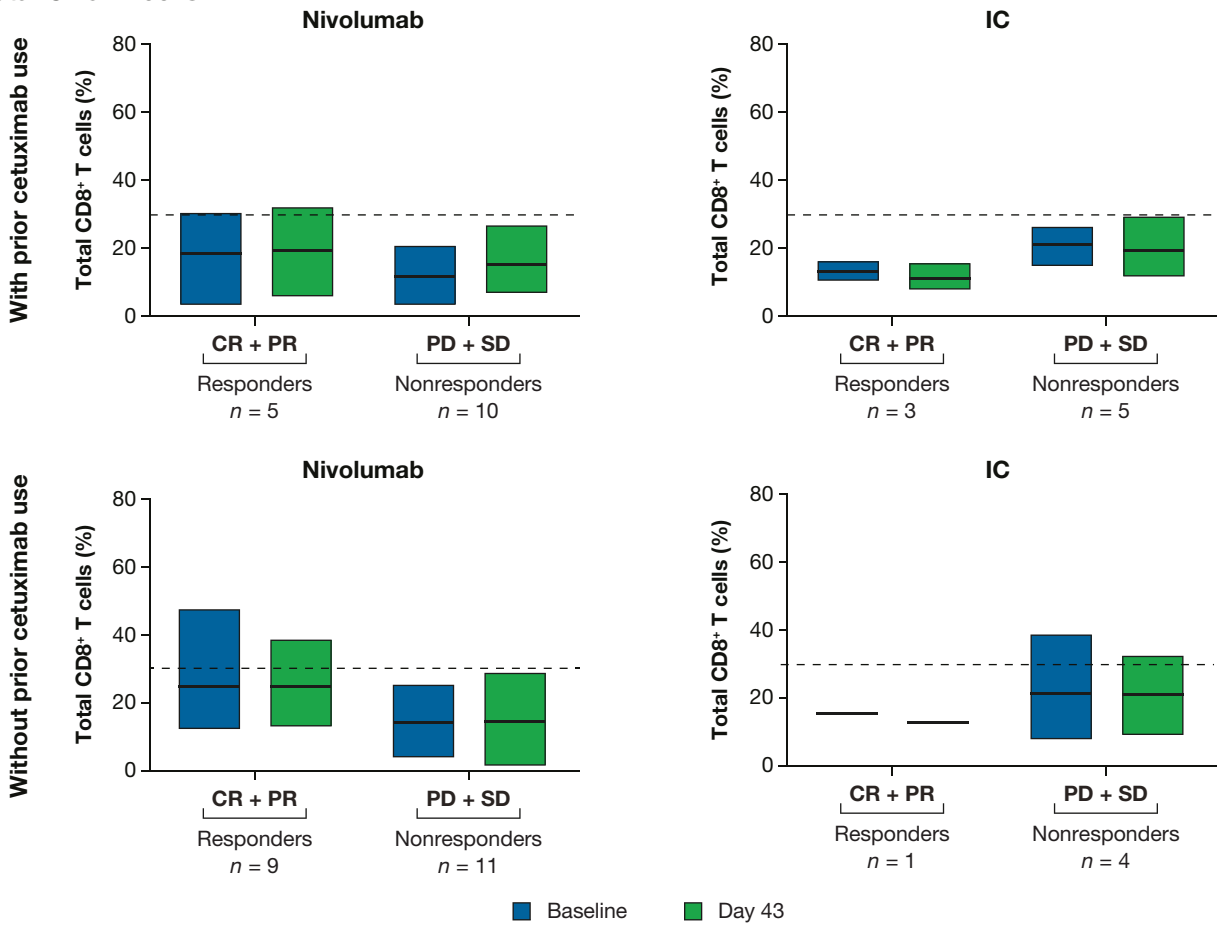 With prior cetuximab use
Nivolumab
Total CD8+ T cells (%)
80
60
40
20
0
CR + PR
PD + SD
Responders
Nonresponders
n = 5
n = 10
IC
Total CD8+ T cells (%)
80
60
40
20
0
CR + PR
PD + SD
Responders
Nonresponders
n = 3
n = 5
Without prior cetuximab use
Nivolumab
Total CD8+ T cells (%)
80
60
40
20
0
CR + PR
PD + SD
Responders
Nonresponders
n = 9
n = 11
IC
Total CD8+ T cells (%)
80
60
40
20
0
CR + PR
PD + SD
Responders
Nonresponders
n = 1
n = 4
Baseline
Day 43